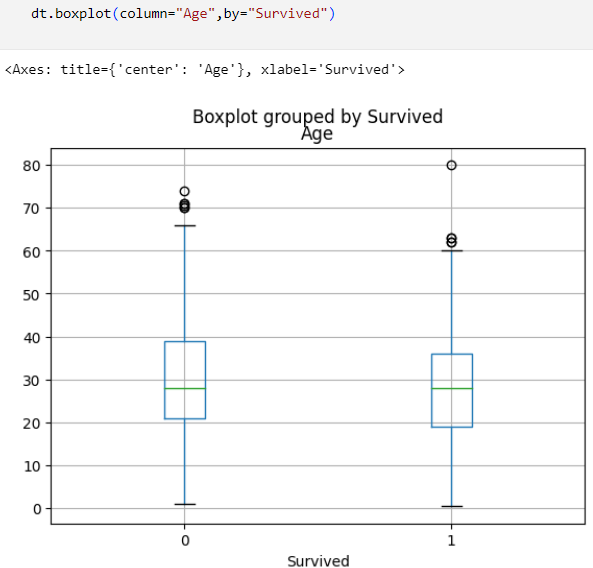 dt.boxplot(column="Age",by="Survived")
<Axes: title={'center': 'Age'}, xlabel='Survived'>
Boxplot grouped by Survived
Age
80
70
60
50
40
30
20
10
0
0 1
Survived